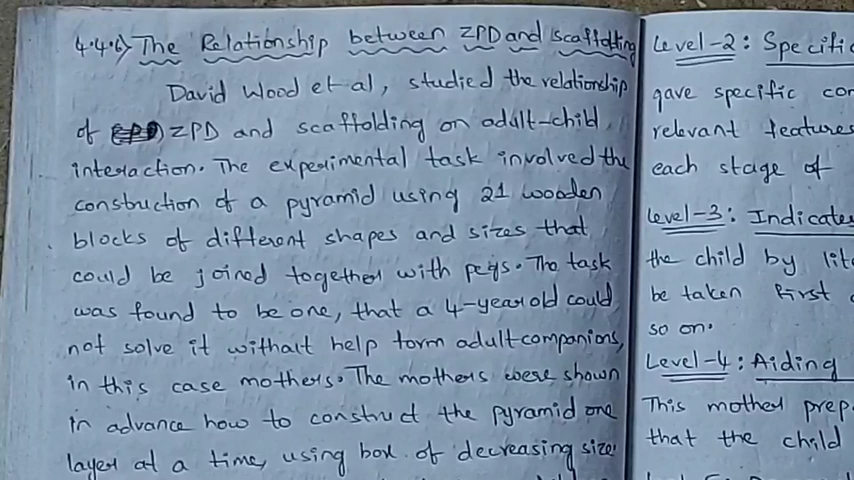 4.4.6) The Relationship between ZPD and scaffolding
David Wood et al, studied the relationship
of ZPD and scaffolding on adult-child
interaction. The experimental task involved the
construction of a pyramid using 21 wooden
blocks of different shapes and sizes that
could be joined together with pegs. The task
was found to be one, that a 4-year old could
not solve it without help form adult companions,
in this case mothers. The mothers were shown
in advance how to construct the pyramid one
layer at a time, using box of decreasing size.
Level-2: Specific
gave specific
relevant features
each stage of
Level-3: Indicates
the child by
be taken first
so on.
Level-4: Aiding
This mother
that the child